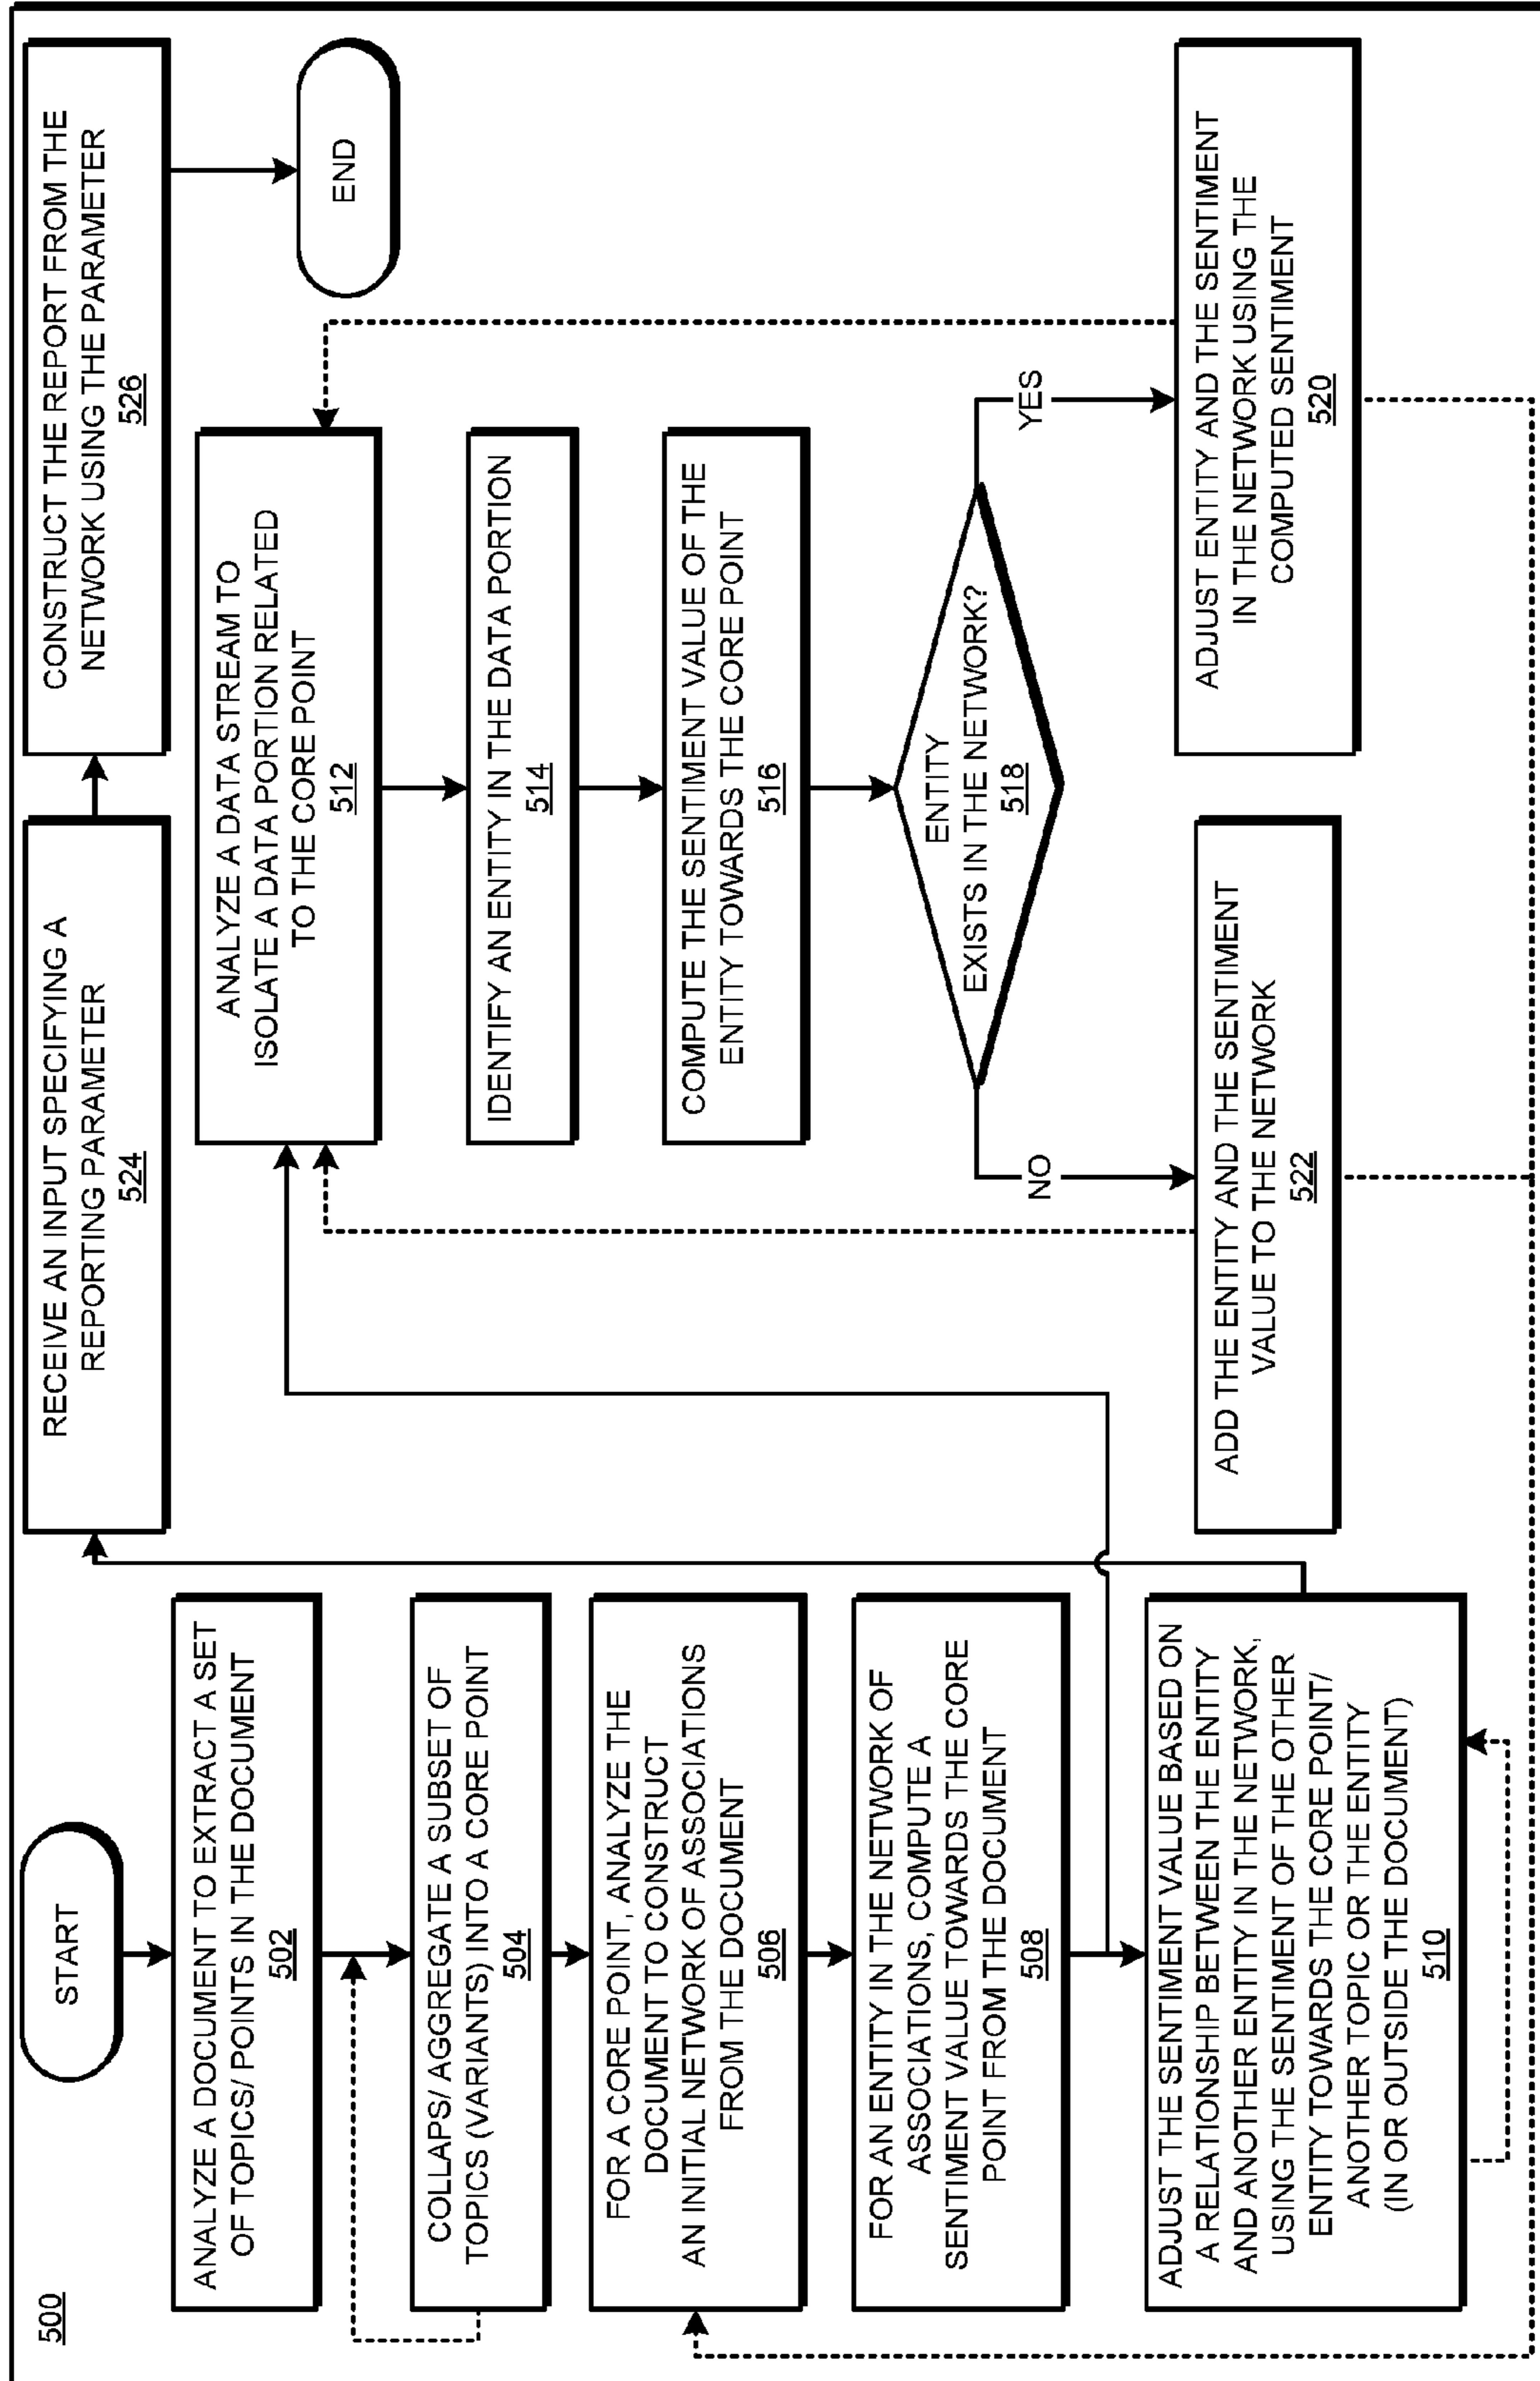 500
START
ANALYZE A DOCUMENT TO EXTRACT A SET
OF TOPICS/ POINTS IN THE DOCUMENT
502
COLLAPS/ AGGREGATE A SUBSET OF
TOPICS (VARIANTS) INTO A CORE POINT
504
FOR A CORE POINT, ANALYZE THE
DOCUMENT TO CONSTRUCT
AN INITIAL NETWORK OF ASSOCIATIONS
FROM THE DOCUMENT
506
FOR AN ENTITY IN THE NETWORK OF
ASSOCIATIONS, COMPUTE A
SENTIMENT VALUE TOWARDS THE CORE
POINT FROM THE DOCUMENT
508
ADJUST THE SENTIMENT VALUE BASED ON
A RELATIONSHIP BETWEEN THE ENTITY
AND ANOTHER ENTITY IN THE NETWORK,
USING THE SENTIMENT OF THE OTHER
ENTITY TOWARDS THE CORE POINT/
ANOTHER TOPIC OR THE ENTITY
(IN OR OUTSIDE THE DOCUMENT)
510
RECEIVE AN INPUT SPECIFYING A
REPORTING PARAMETER
524
CONSTRUCT THE REPORT FROM THE
NETWORK USING THE PARAMETER
526
END
ANALYZE A DATA STREAM TO
ISOLATE A DATA PORTION RELATED
TO THE CORE POINT
512
IDENTIFY AN ENTITY IN THE DATA PORTION
514
COMPUTE THE SENTIMENT VALUE OF THE
ENTITY TOWARDS THE CORE POINT
516
ENTITY
EXISTS IN THE NETWORK?
518
NO
YES
ADD THE ENTITY AND THE SENTIMENT
VALUE TO THE NETWORK
522
ADJUST ENTITY AND THE SENTIMENT
IN THE NETWORK USING THE
COMPUTED SENTIMENT
520